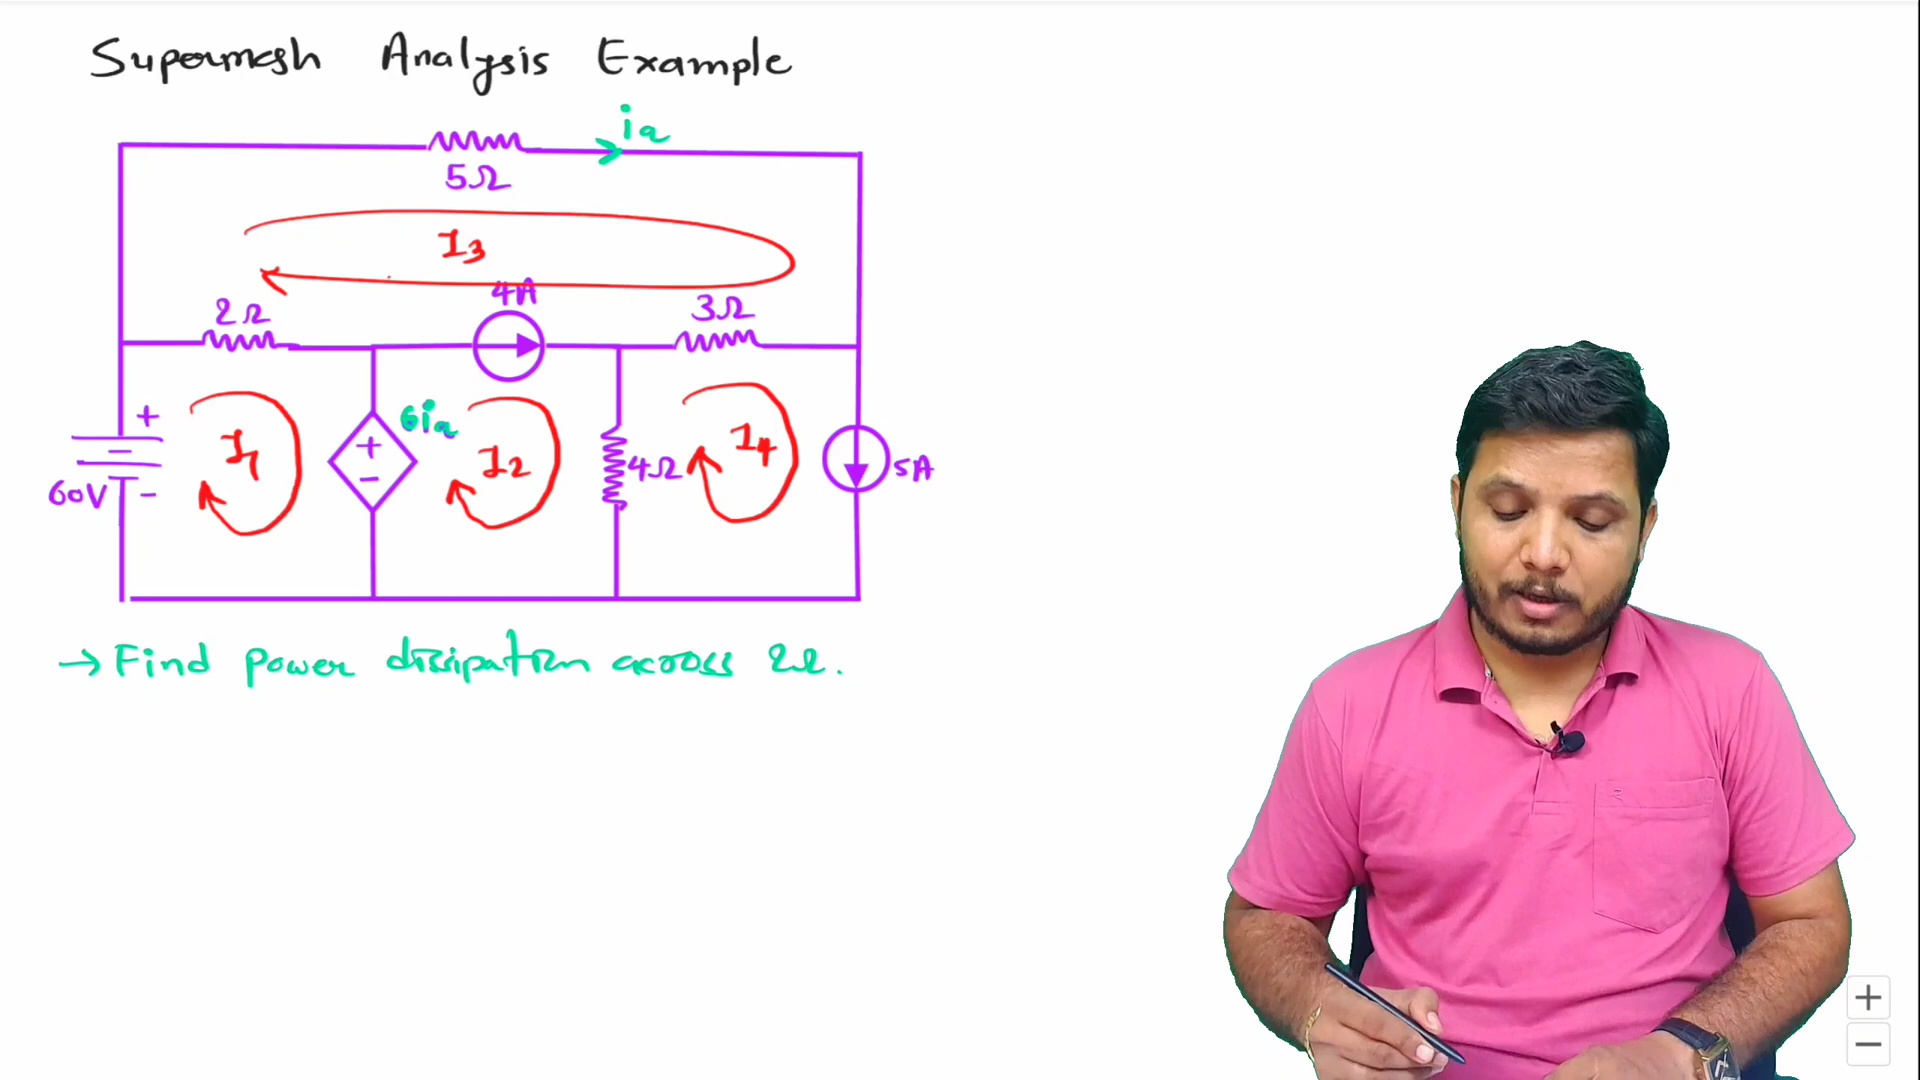 Supermesh Analysis Example
ia
5Ω
I3
4A
2Ω
3Ω
+
6ia
I1
+
-
I2
4Ω
I4
5A
60V
-
→ Find power dissipation across 2Ω.
+
-